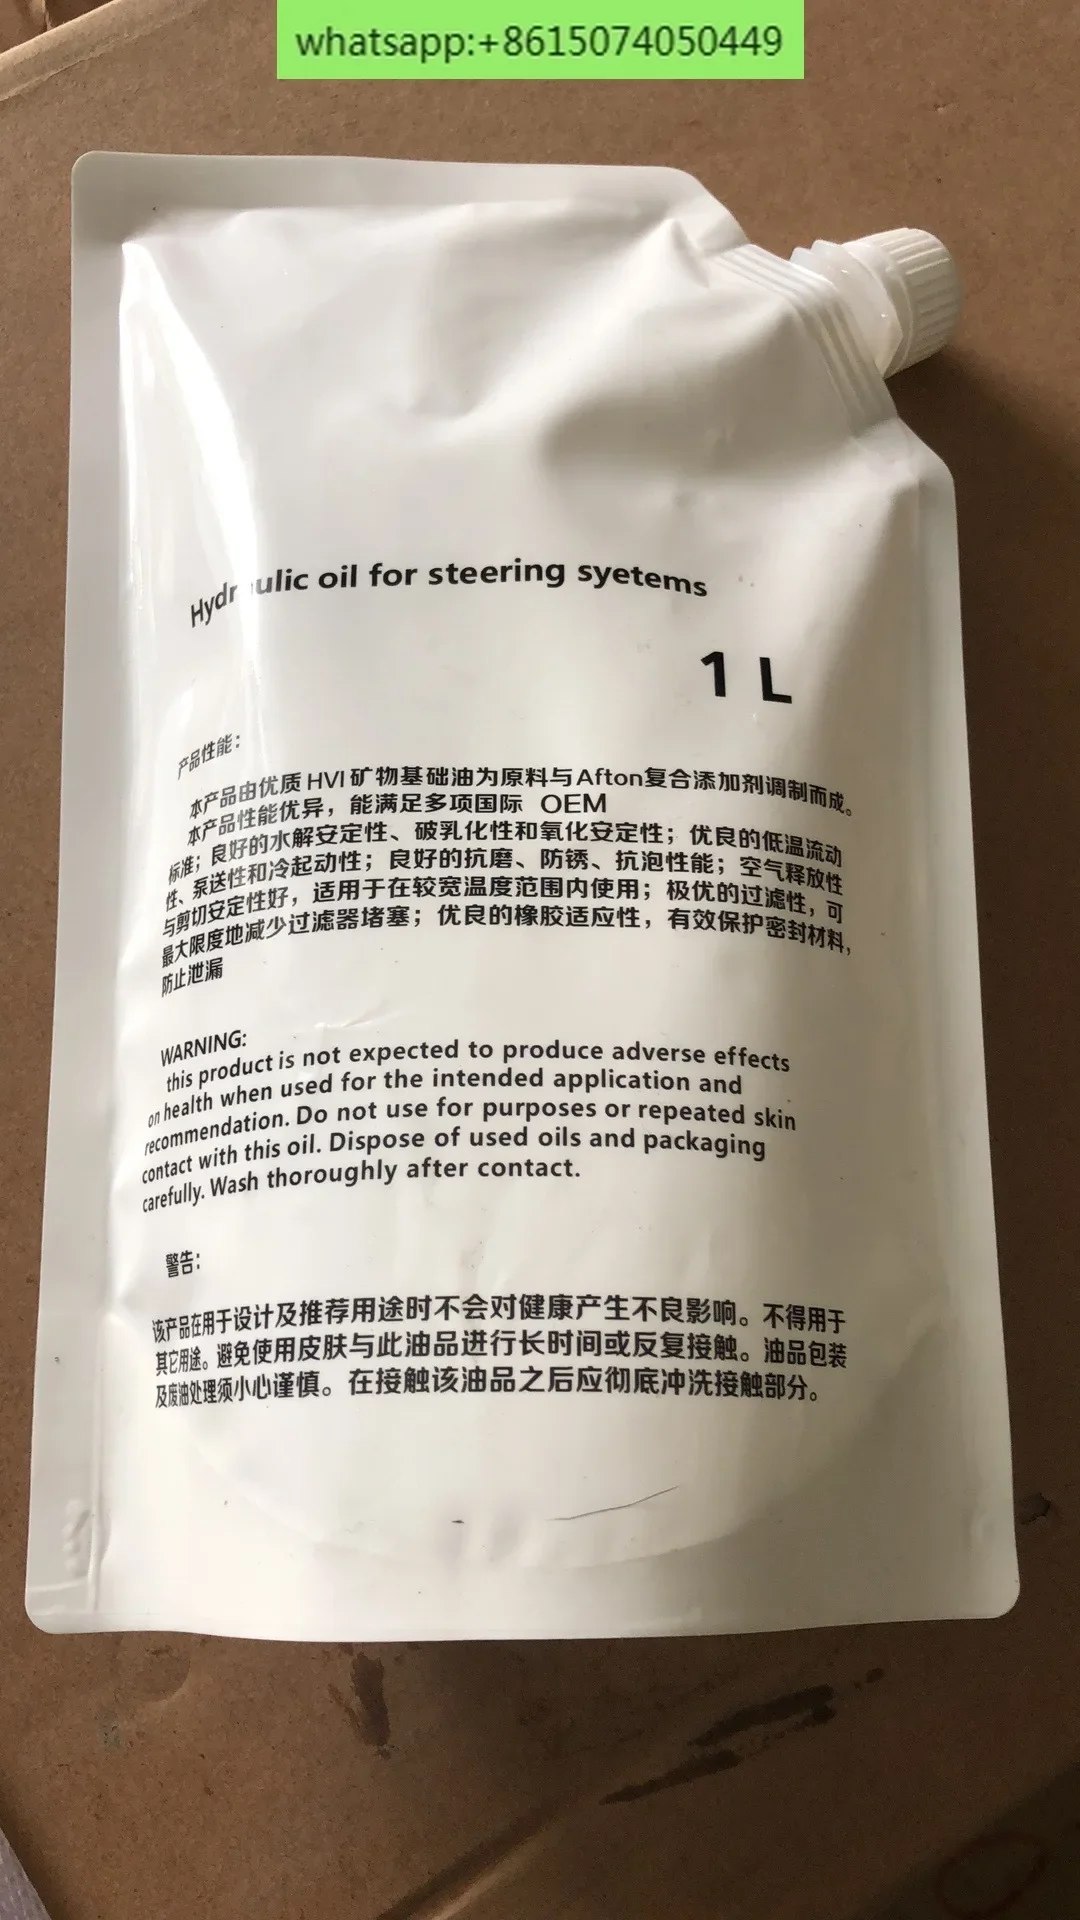 whatsapp:+8615074050449
Hydraulic oil for steering syetems
1 L
产品性能：
本产品由优质HVI矿物基础油为原料与Afton复合添加剂调制而成。
本产品性能优异，能满足多项国际 OEM
标准；良好的水解安定性、破乳化性和氧化安定性；优良的低温流动
性、泵送性和冷起动性；良好的抗磨、防锈、抗泡性能；空气释放性
与剪切安定性好，适用于在较宽温度范围内使用；极优的过滤性，可
最大限度地减少过滤器堵塞；优良的橡胶适应性，有效保护密封材料，
防止泄漏
WARNING:
this product is not expected to produce adverse effects
on health when used for the intended application and
recommendation. Do not use for purposes or repeated skin
contact with this oil. Dispose of used oils and packaging
carefully. Wash thoroughly after contact.
警告：
该产品在用于设计及推荐用途时不会对健康产生不良影响。不得用于
其它用途。避免使用皮肤与此油品进行长时间或反复接触。油品包装
及废油处理须小心谨慎。在接触该油品之后应彻底冲洗接触部分。